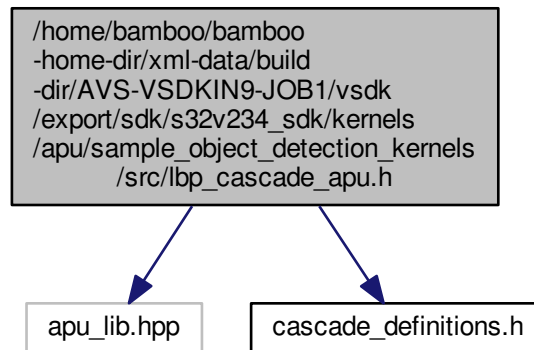 /home/bamboo/bamboo
-home-dir/xml-data/build
-dir/AVS-VSDKIN9-JOB1/vsdk
/export/sdk/s32v234_sdk/kernels
/apu/sample_object_detection_kernels
/src/lbp_cascade_apu.h
apu_lib.hpp
cascade_definitions.h